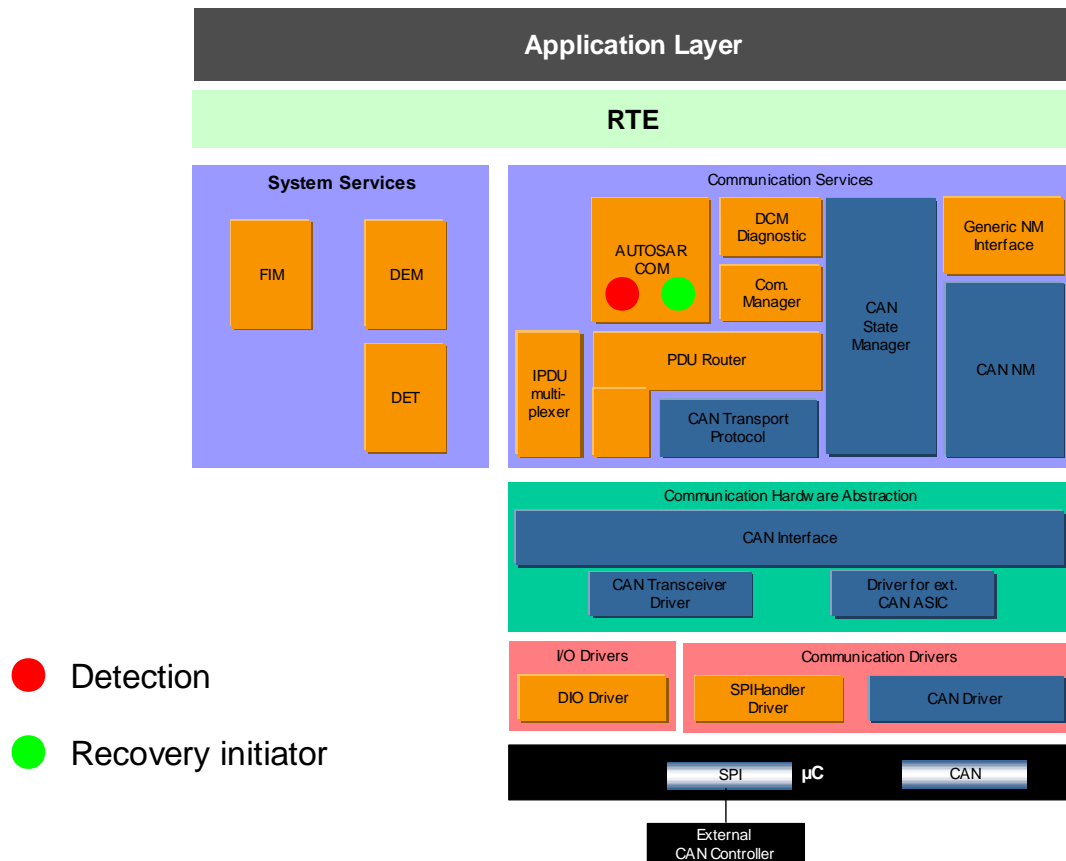 Application Layer
RTE
System Services
FIM
DEM
DET
Communication Services
AUTOSAR
COM
DCM
Diagnostic
Com.
Manager
CAN
State
Manager
Generic NM
Interface
CAN NM
IPDU
multi-
plexer
PDU Router
CAN Transport
Protocol
Communication Hardware Abstraction
CAN Interface
CAN Transceiver
Driver
Driver for ext.
CAN ASIC
I/O Drivers
DIO Driver
Communication Drivers
SPIHandler
Driver
CAN Driver
Detection
Recovery initiator
SPI
µC
CAN
External
CAN Controller